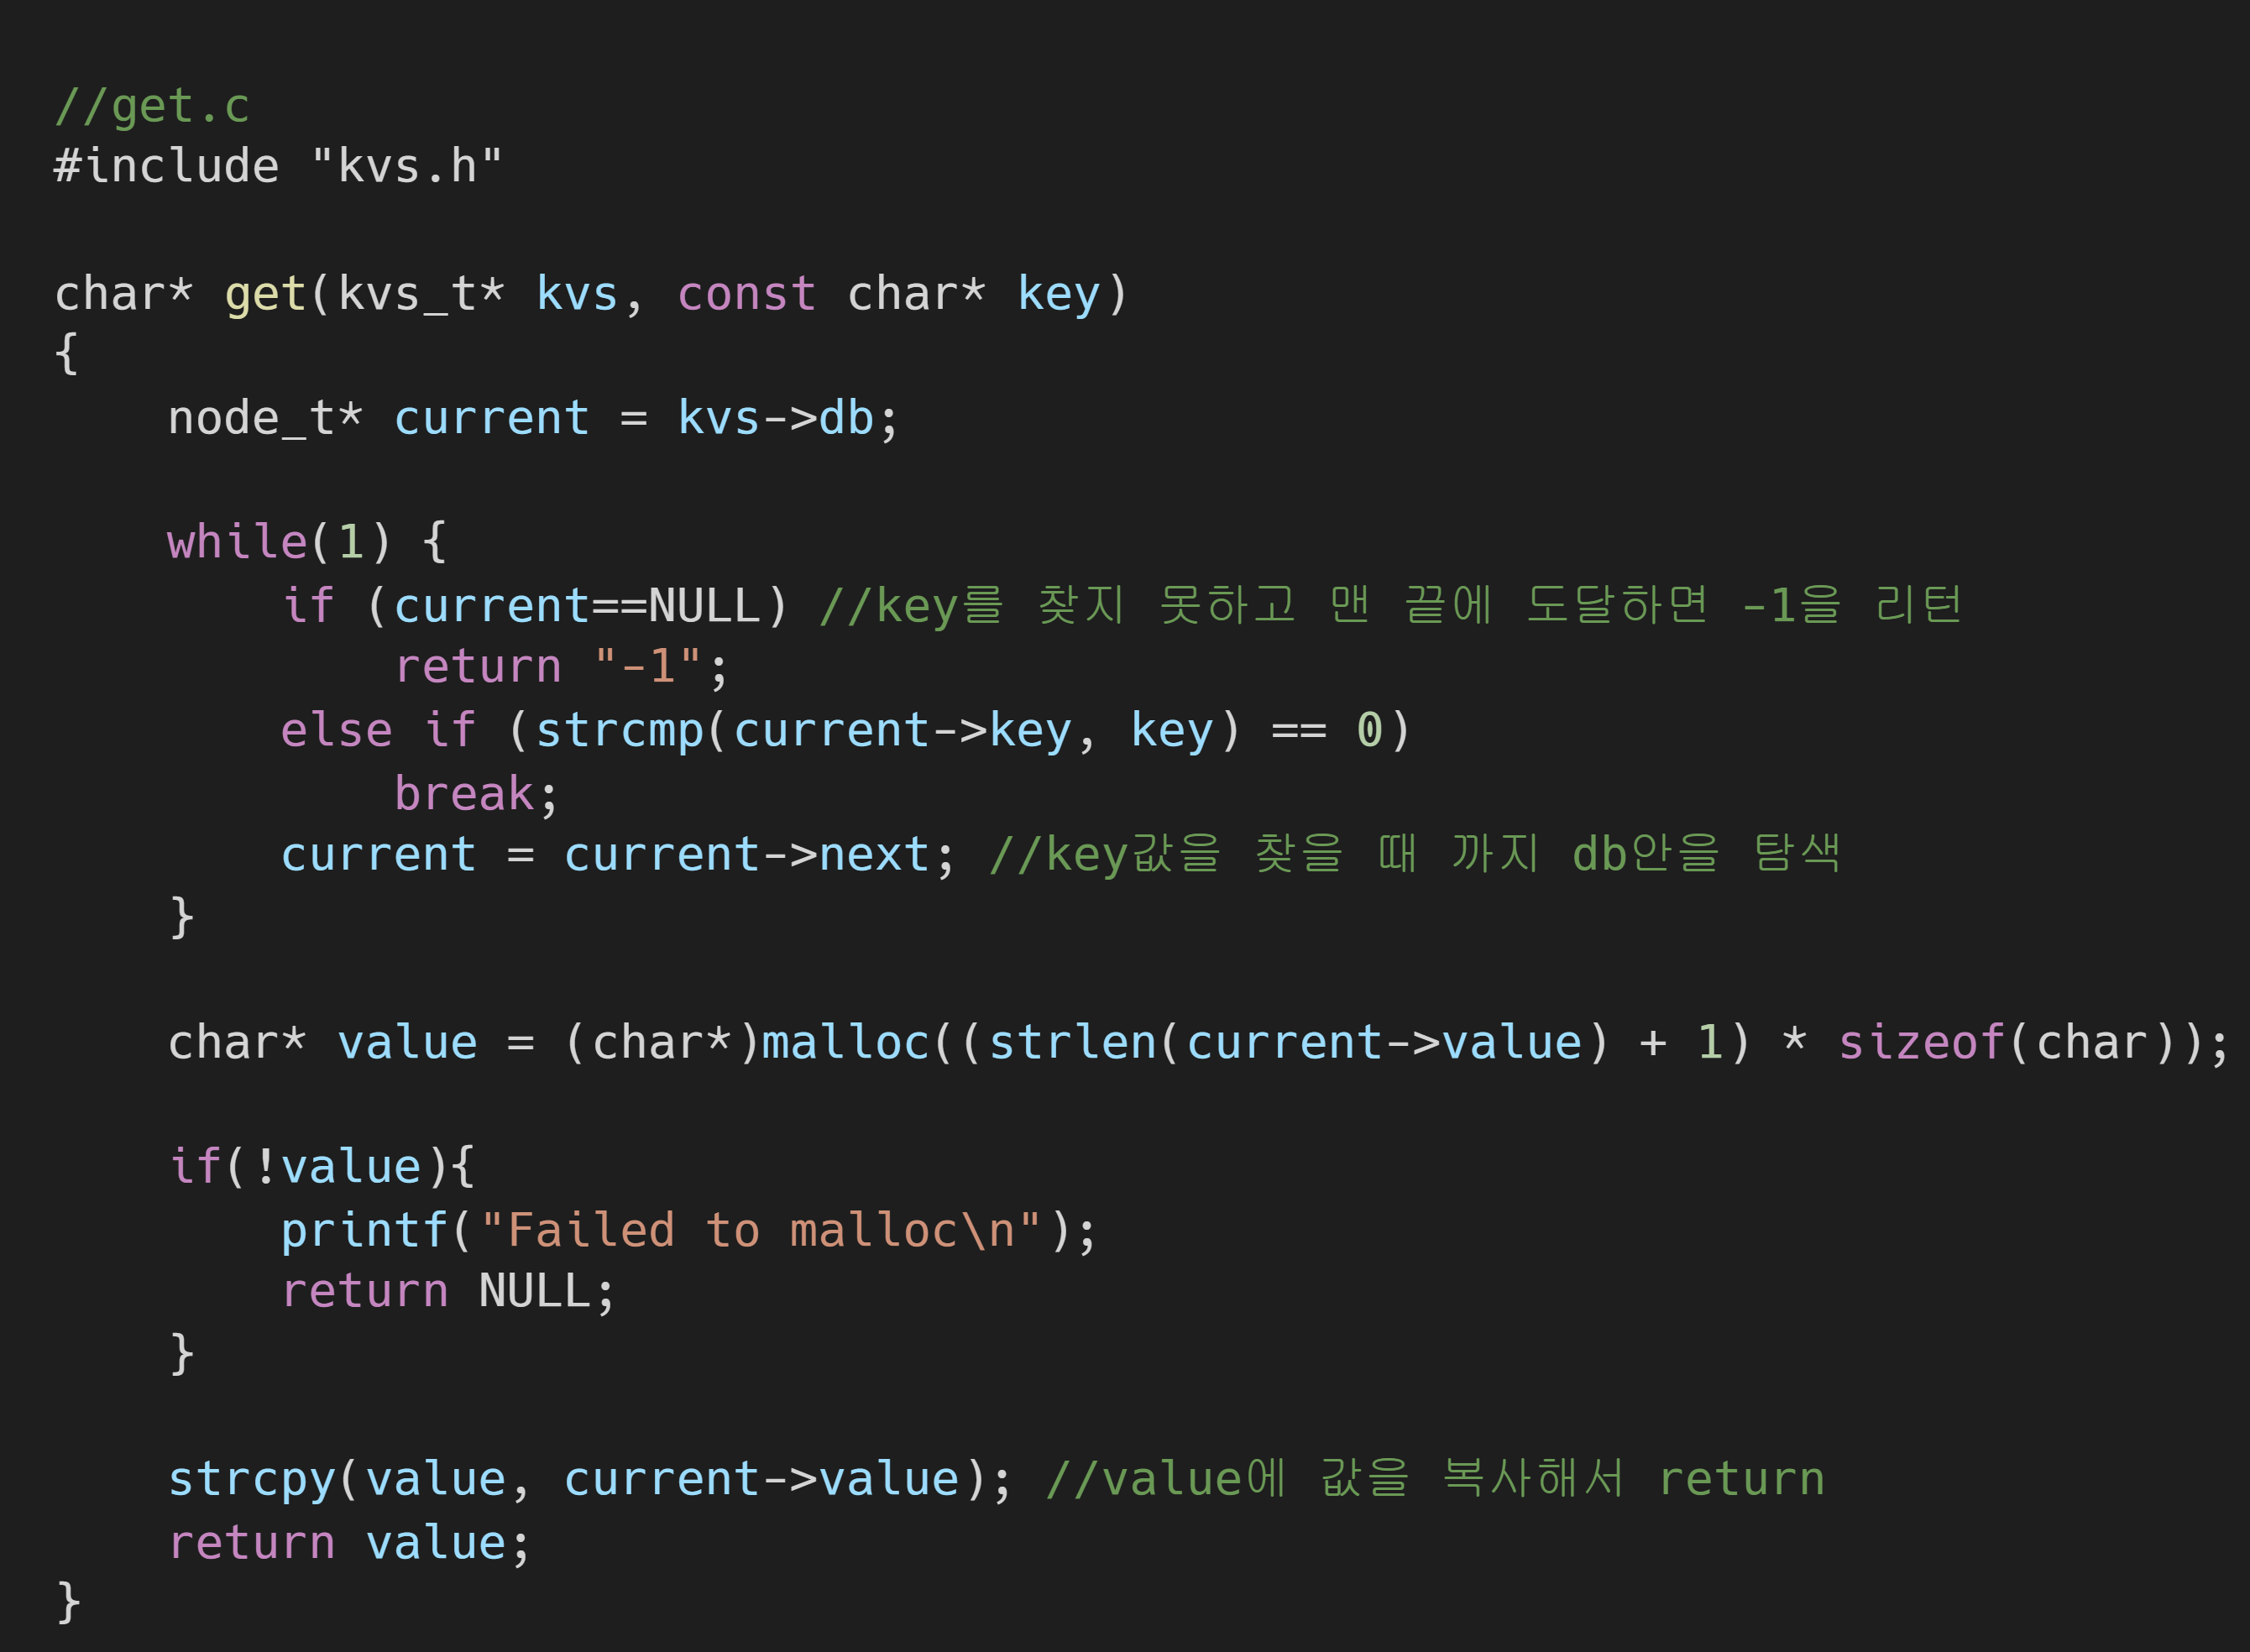 //get.c
#include "kvs.h"
char* get(kvs_t* kvs, const char* key)
{
node_t* current = kvs->db;
while(1) {
if (current==NULL) //key를 찾지 못하고 맨 끝에 도달하면 -1을 리턴
return "-1";
else if (strcmp(current->key, key) == 0)
break;
current = current->next; //key값을 찾을 때 까지 db안을 탐색
}
char* value = (char*)malloc((strlen(current->value) + 1) * sizeof(char));
if(!value){
printf("Failed to malloc\n");
return NULL;
}
strcpy(value, current->value); //value에 값을 복사해서 return
return value;
}